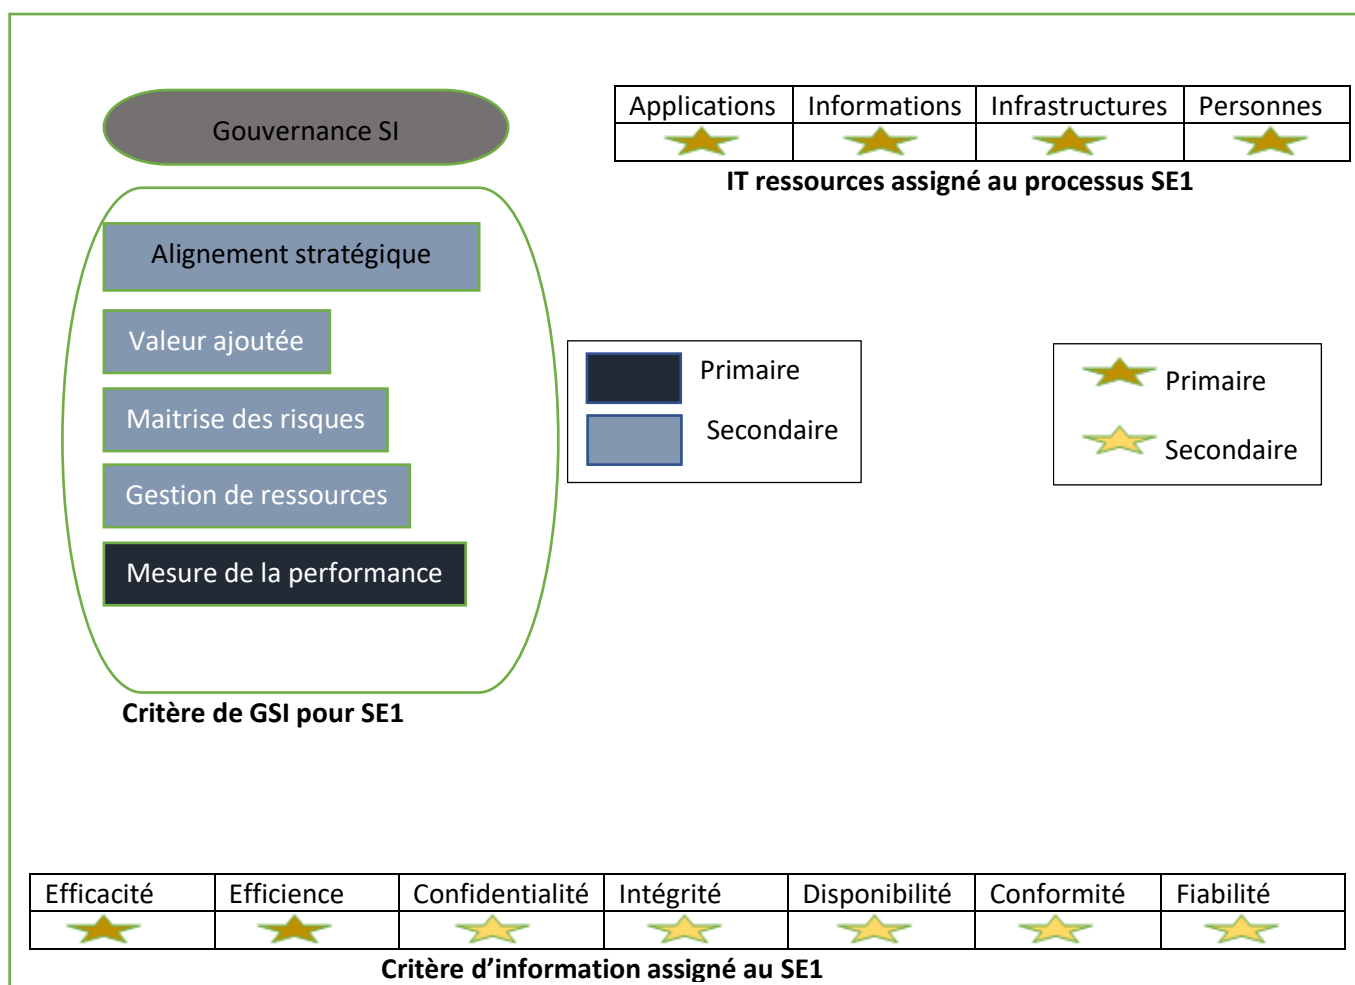 Gouvernance SI
Applications Informations Infrastructures Personnes
IT ressources assigné au processus SE1
Alignement stratégique
Valeur ajoutée
Maitrise des risques
Gestion de ressources
Mesure de la performance
Critère de GSI pour SE1
Primaire
Secondaire
Primaire
Secondaire
Efficacité Efficience Confidentialité Intégrité Disponibilité Conformité Fiabilité
Critère d’information assigné au SE1